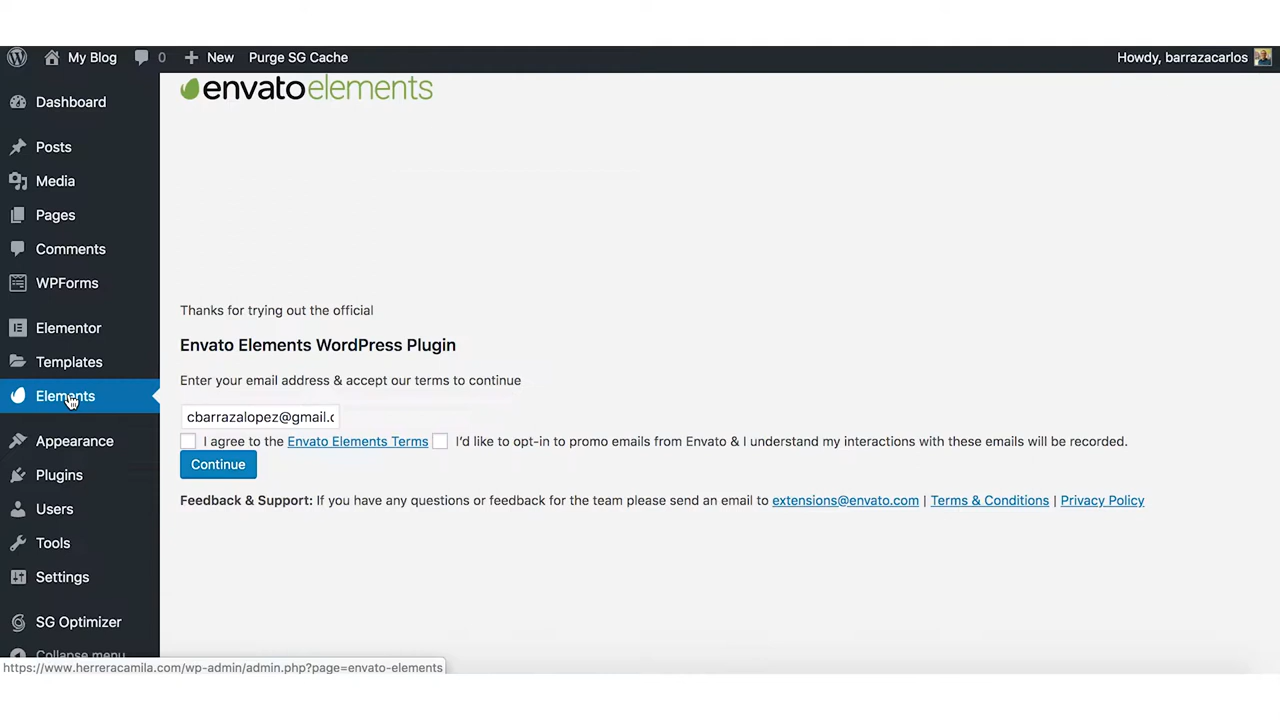 My Blog 0 New Purge SG Cache Howdy, barrazacarlos
envato elements
Dashboard
Posts
Media
Pages
Comments
WPForms
Elementor
Templates
Elements
Appearance
Plugins
Users
Tools
Settings
SG Optimizer
Collapse menu
Thanks for trying out the official
Envato Elements WordPress Plugin
Enter your email address & accept our terms to continue
cbarrazalopez@gmail.c
I agree to the Envato Elements Terms I'd like to opt-in to promo emails from Envato & I understand my interactions with these emails will be recorded.
Continue
Feedback & Support: If you have any questions or feedback for the team please send an email to extensions@envato.com | Terms & Conditions | Privacy Policy
https://www.herreracamila.com/wp-admin/admin.php?page=envato-elements